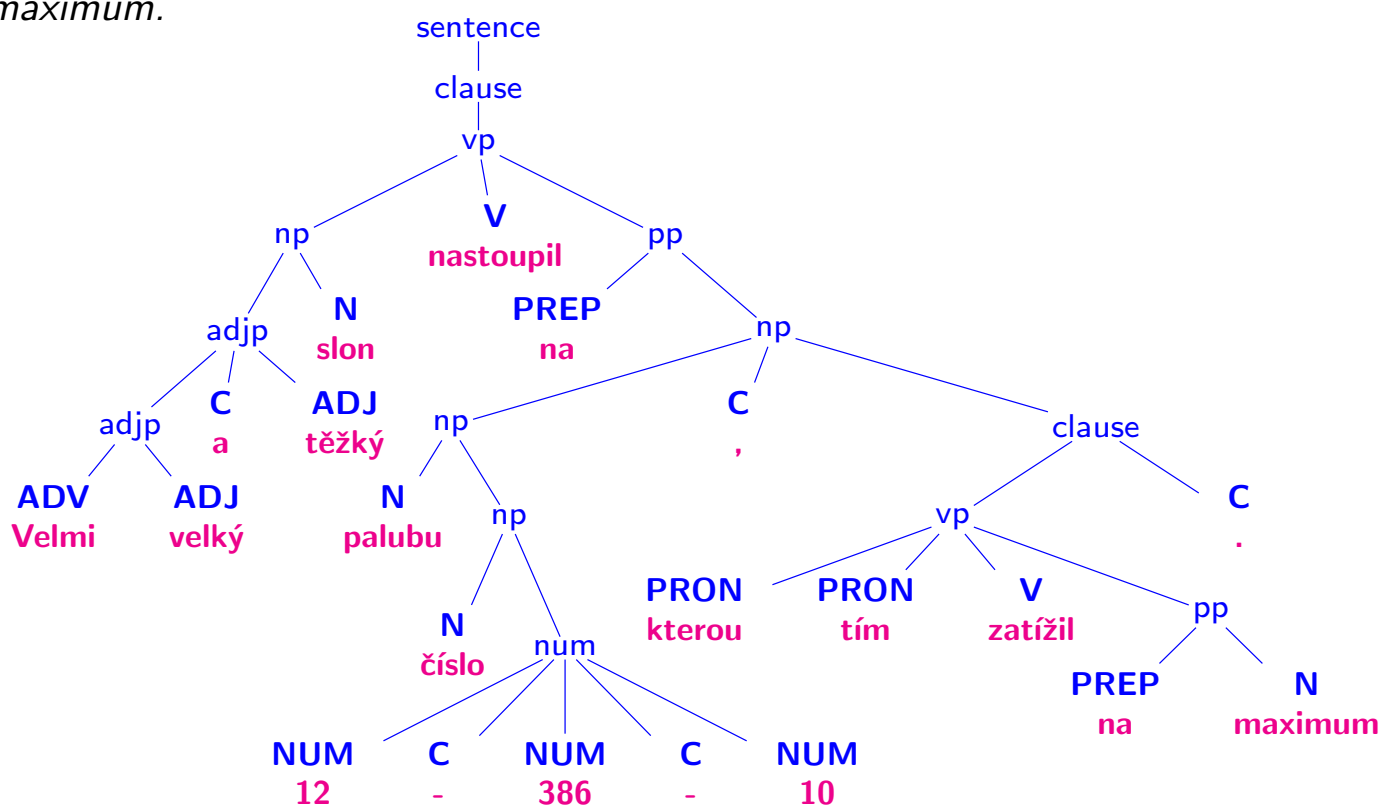 maximum.
sentence
clause
vp
np V pp
nastoupil
adjp N PREP np
slon na
adjp C ADJ np C clause
a těžký ,
ADV ADJ N np vp C
Velmi velký palubu .
PRON PRON V pp
kterou tím zatížil
N num
číslo
PREP N
na maximum
NUM C NUM C NUM
12 - 386 - 10